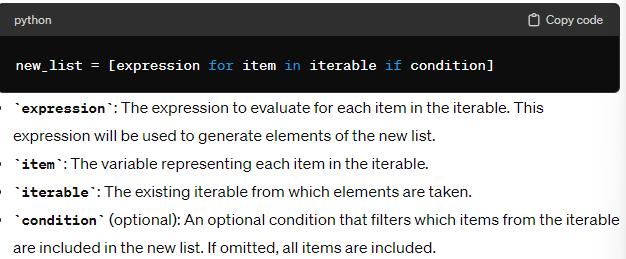 python Copy code
new_list = [expression for item in iterable if condition]
`expression`: The expression to evaluate for each item in the iterable. This
expression will be used to generate elements of the new list.
`item`: The variable representing each item in the iterable.
`iterable`: The existing iterable from which elements are taken.
`condition` (optional): An optional condition that filters which items from the iterable
are included in the new list. If omitted, all items are included.